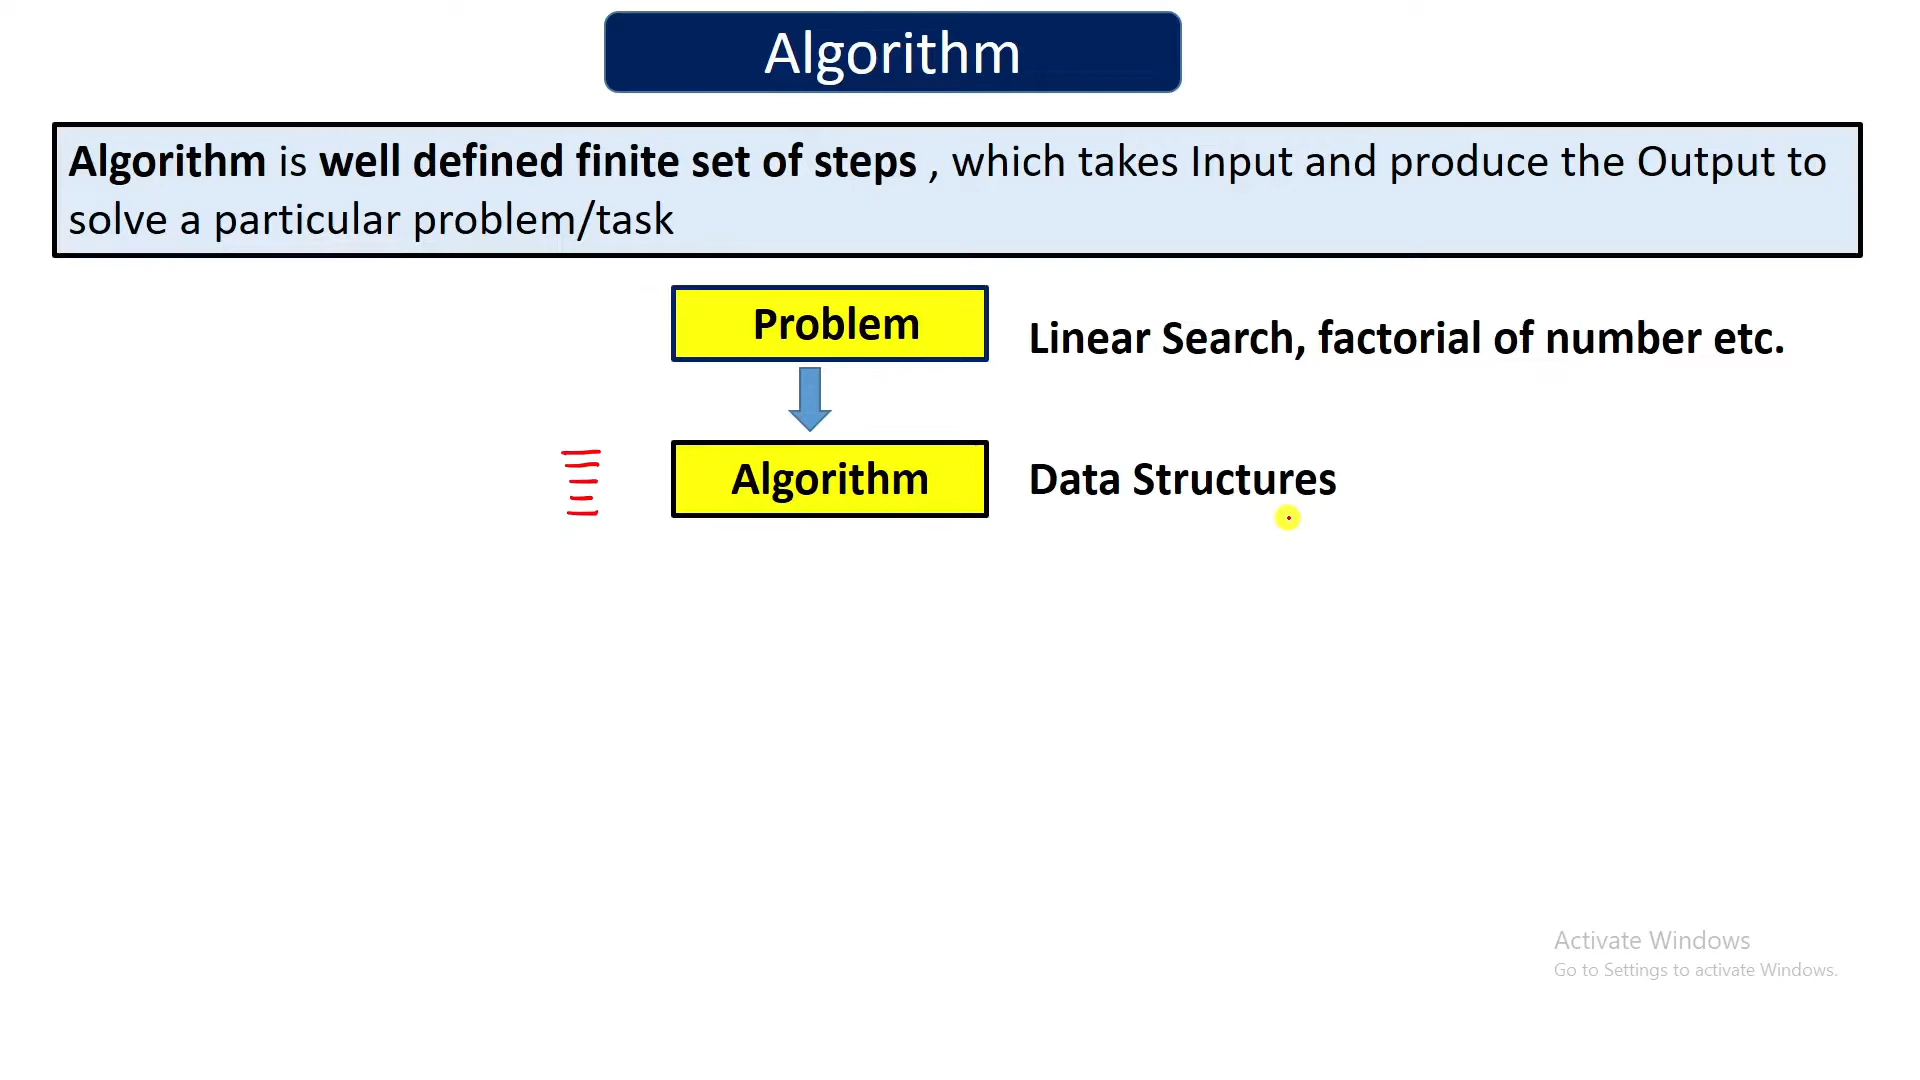 Algorithm
Algorithm is well defined finite set of steps , which takes Input and produce the Output to
solve a particular problem/task
Problem
Linear Search, factorial of number etc.
Algorithm
Data Structures
Activate Windows
Go to Settings to activate Windows.